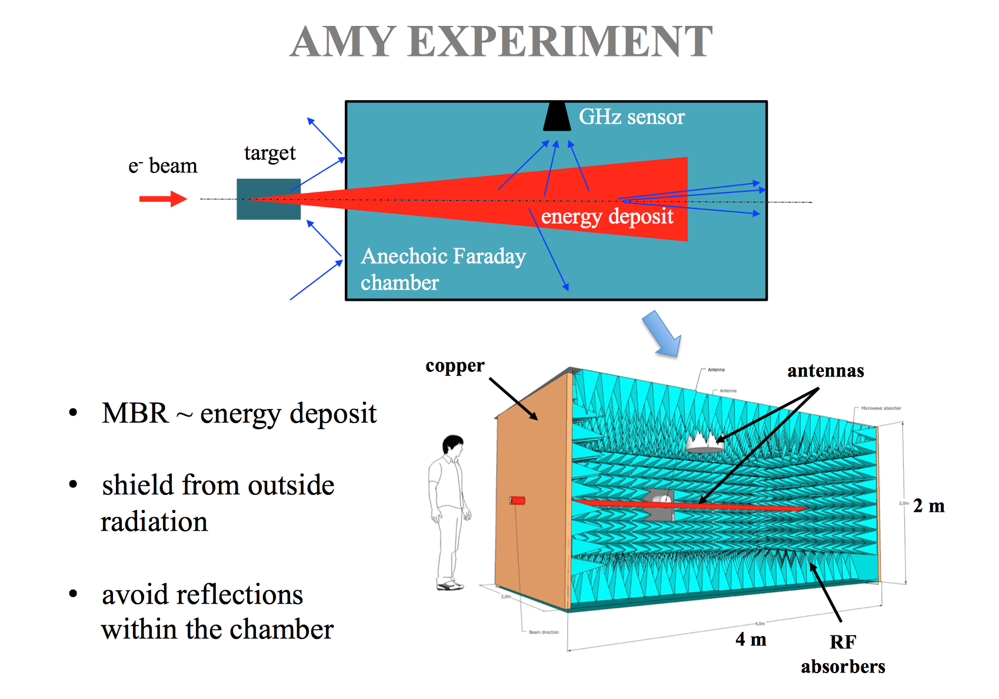 AMY EXPERIMENT
GHz sensor
target
e- beam
energy deposit
Anechoic Faraday
chamber
copper
antennas
Antenna
Antenna
Microwave absorber
• MBR ~ energy deposit
• shield from outside
radiation
2,0m
2 m
• avoid reflections
within the chamber
2,0m
4,0m
Beam direction
4 m
RF
absorbers